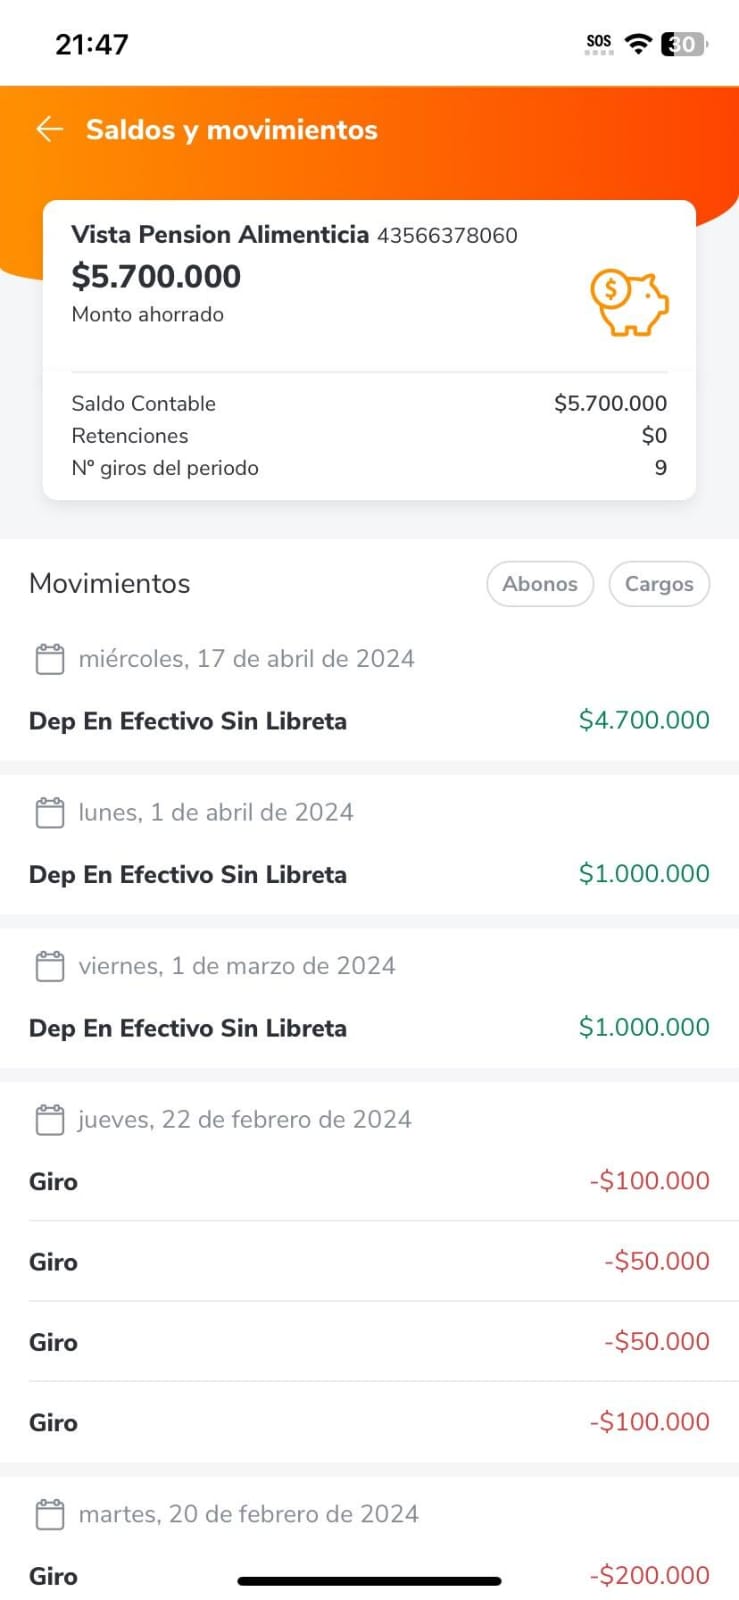 21:47 SOS 30
Saldos y movimientos
Vista Pension Alimenticia 43566378060
$5.700.000
Monto ahorrado
$
Saldo Contable $5.700.000
Retenciones $0
Nº giros del periodo 9
Movimientos Abonos Cargos
miércoles, 17 de abril de 2024
Dep En Efectivo Sin Libreta $4.700.000
lunes, 1 de abril de 2024
Dep En Efectivo Sin Libreta $1.000.000
viernes, 1 de marzo de 2024
Dep En Efectivo Sin Libreta $1.000.000
jueves, 22 de febrero de 2024
Giro -$100.000
Giro -$50.000
Giro -$50.000
Giro -$100.000
martes, 20 de febrero de 2024
Giro -$200.000